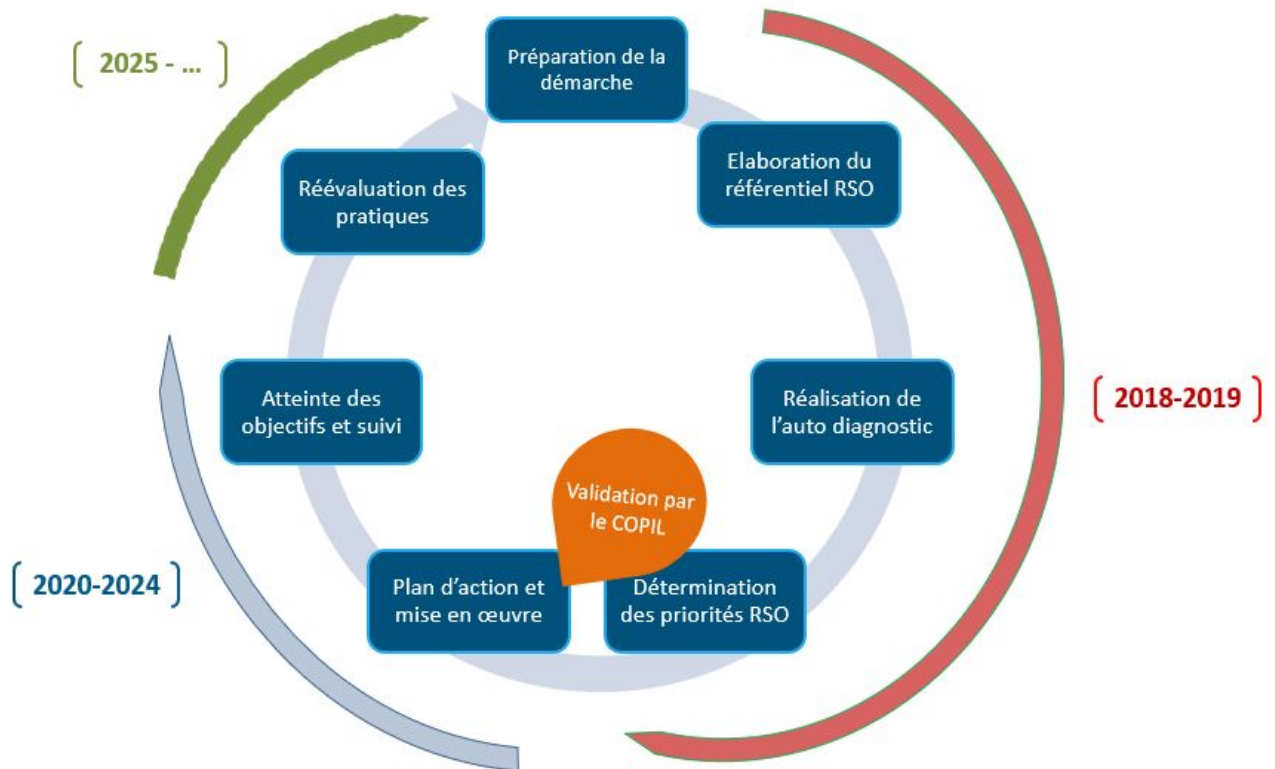 [ 2025 - ... ]
Préparation de la
démarche
Elaboration du
référentiel RSO
Réévaluation des
pratiques
Atteinte des
objectifs et suivi
Réalisation de
l'auto diagnostic
[ 2018-2019 ]
Validation par
le COPIL
[ 2020-2024 ]
Plan d'action et
mise en œuvre
Détermination
des priorités RSO